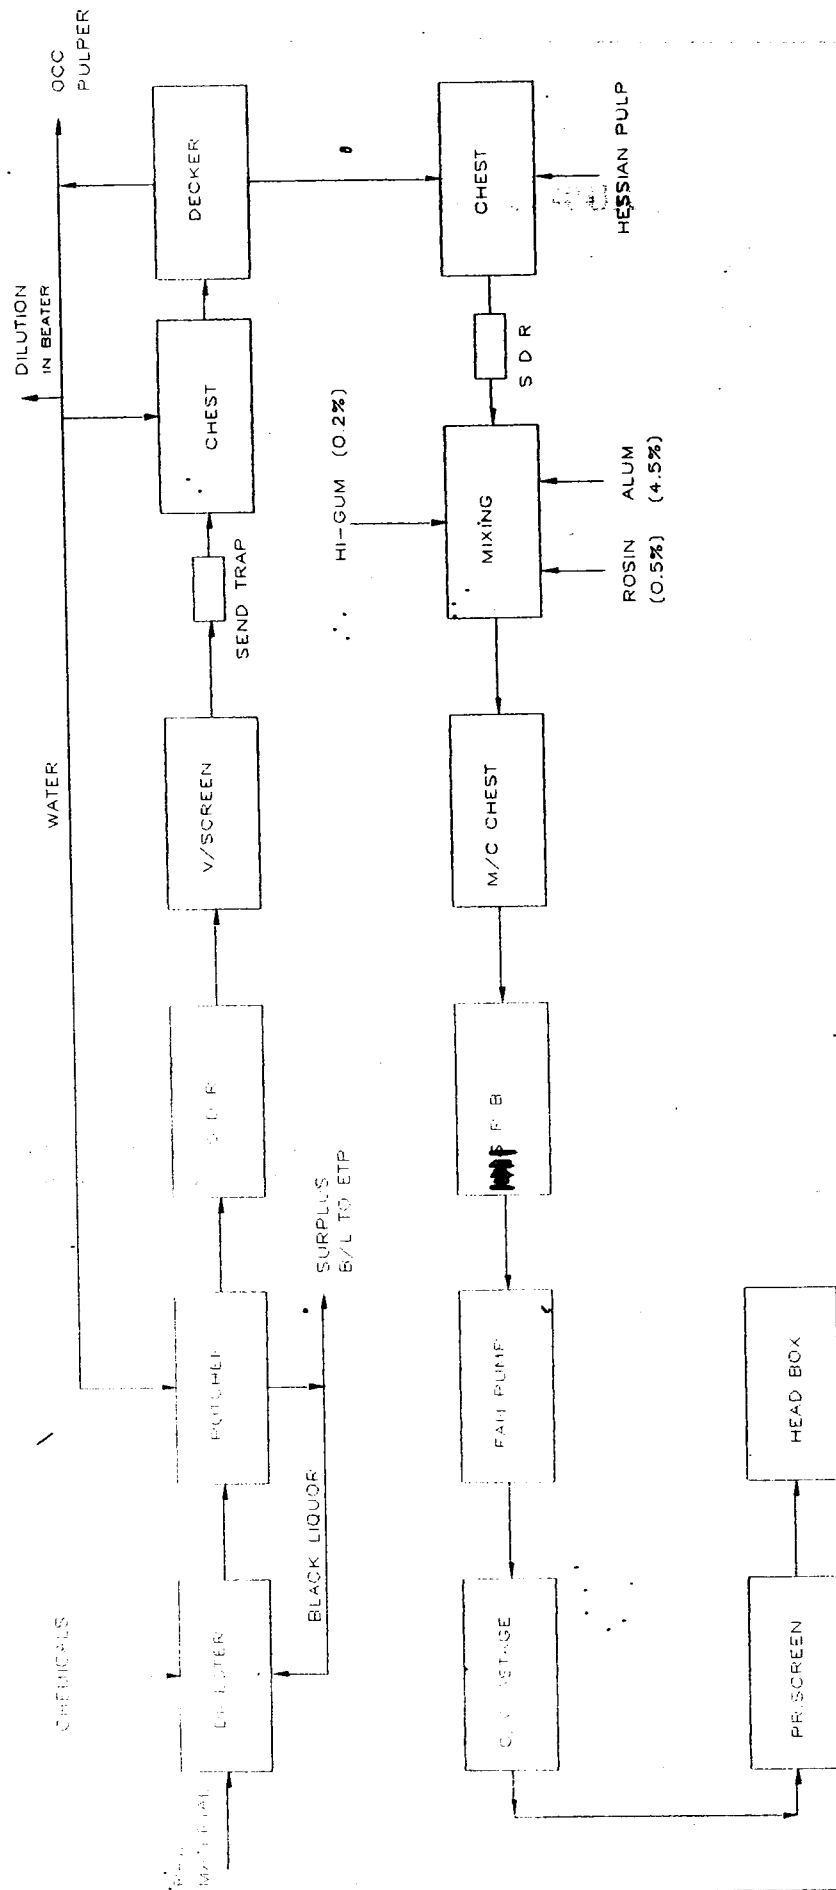 OCC
PULPER
DILUTION
IN BEATER
WATER
CHEMICALS
MATERIAL
POTCHER
S D R
V/SCREEN
SEND TRAP
CHEST
DECKER
BLACK LIQUOR
SURPLUS
B/L TO ETP
HI-GUM (0.2%)
CHEST
HESSIAN PULP
S D R
MIXING
ALUM
(4.5%)
ROSIN
(0.5%)
M/C CHEST
FAN PUMP
PR.SCREEN
HEAD BOX